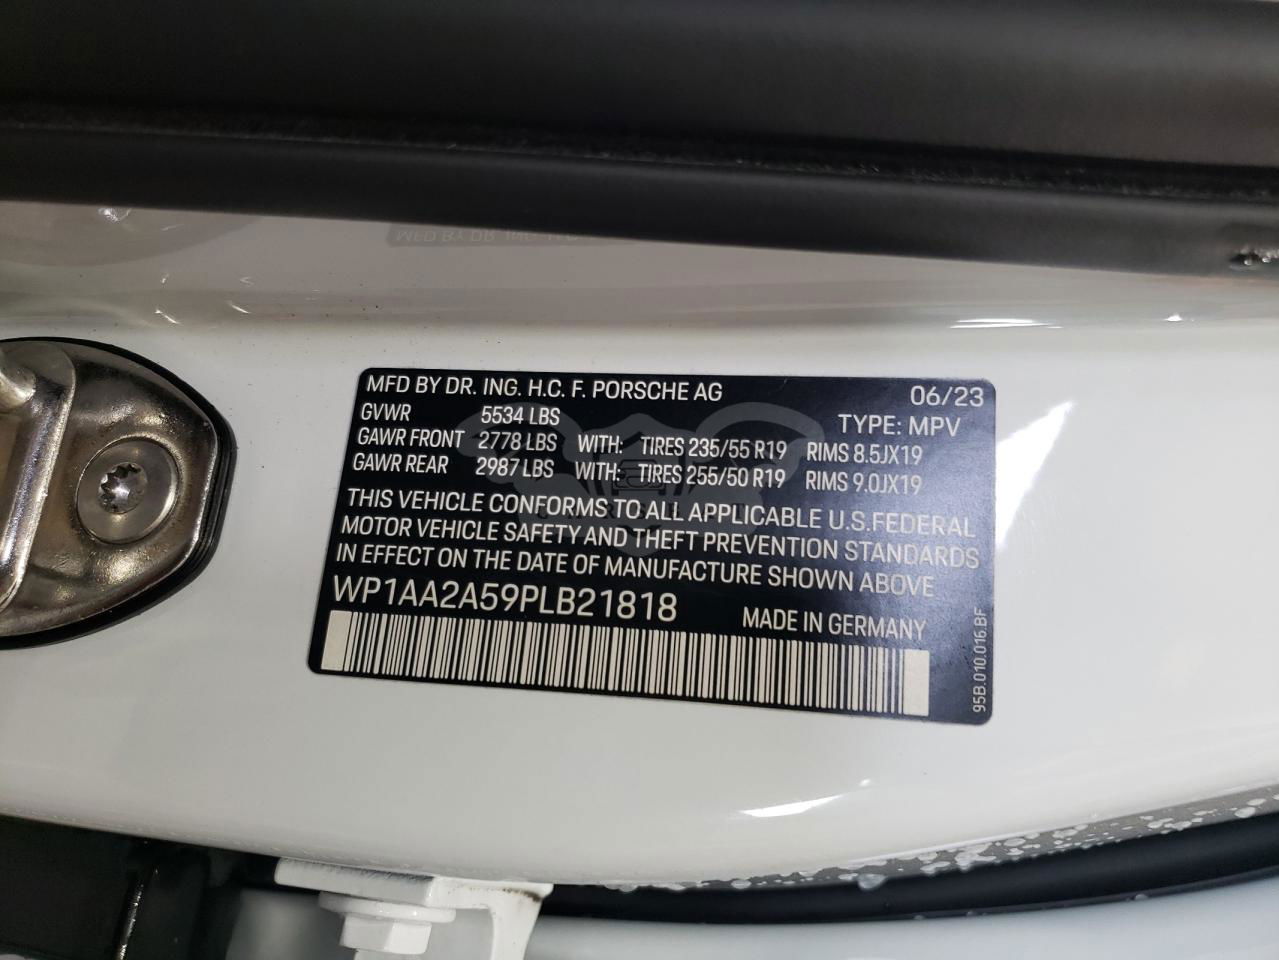 MFD BY DR. ING. H.C. F. PORSCHE AG 06/23
GVWR 5534 LBS TYPE: MPV
GAWR FRONT 2778 LBS WITH: TIRES 235/55 R19 RIMS 8.5JX19
GAWR REAR 2987 LBS WITH: TIRES 255/50 R19 RIMS 9.0JX19
THIS VEHICLE CONFORMS TO ALL APPLICABLE U.S.FEDERAL
MOTOR VEHICLE SAFETY AND THEFT PREVENTION STANDARDS
IN EFFECT ON THE DATE OF MANUFACTURE SHOWN ABOVE
WP1AA2A59PLB21818 MADE IN GERMANY
95B.010.016.BF